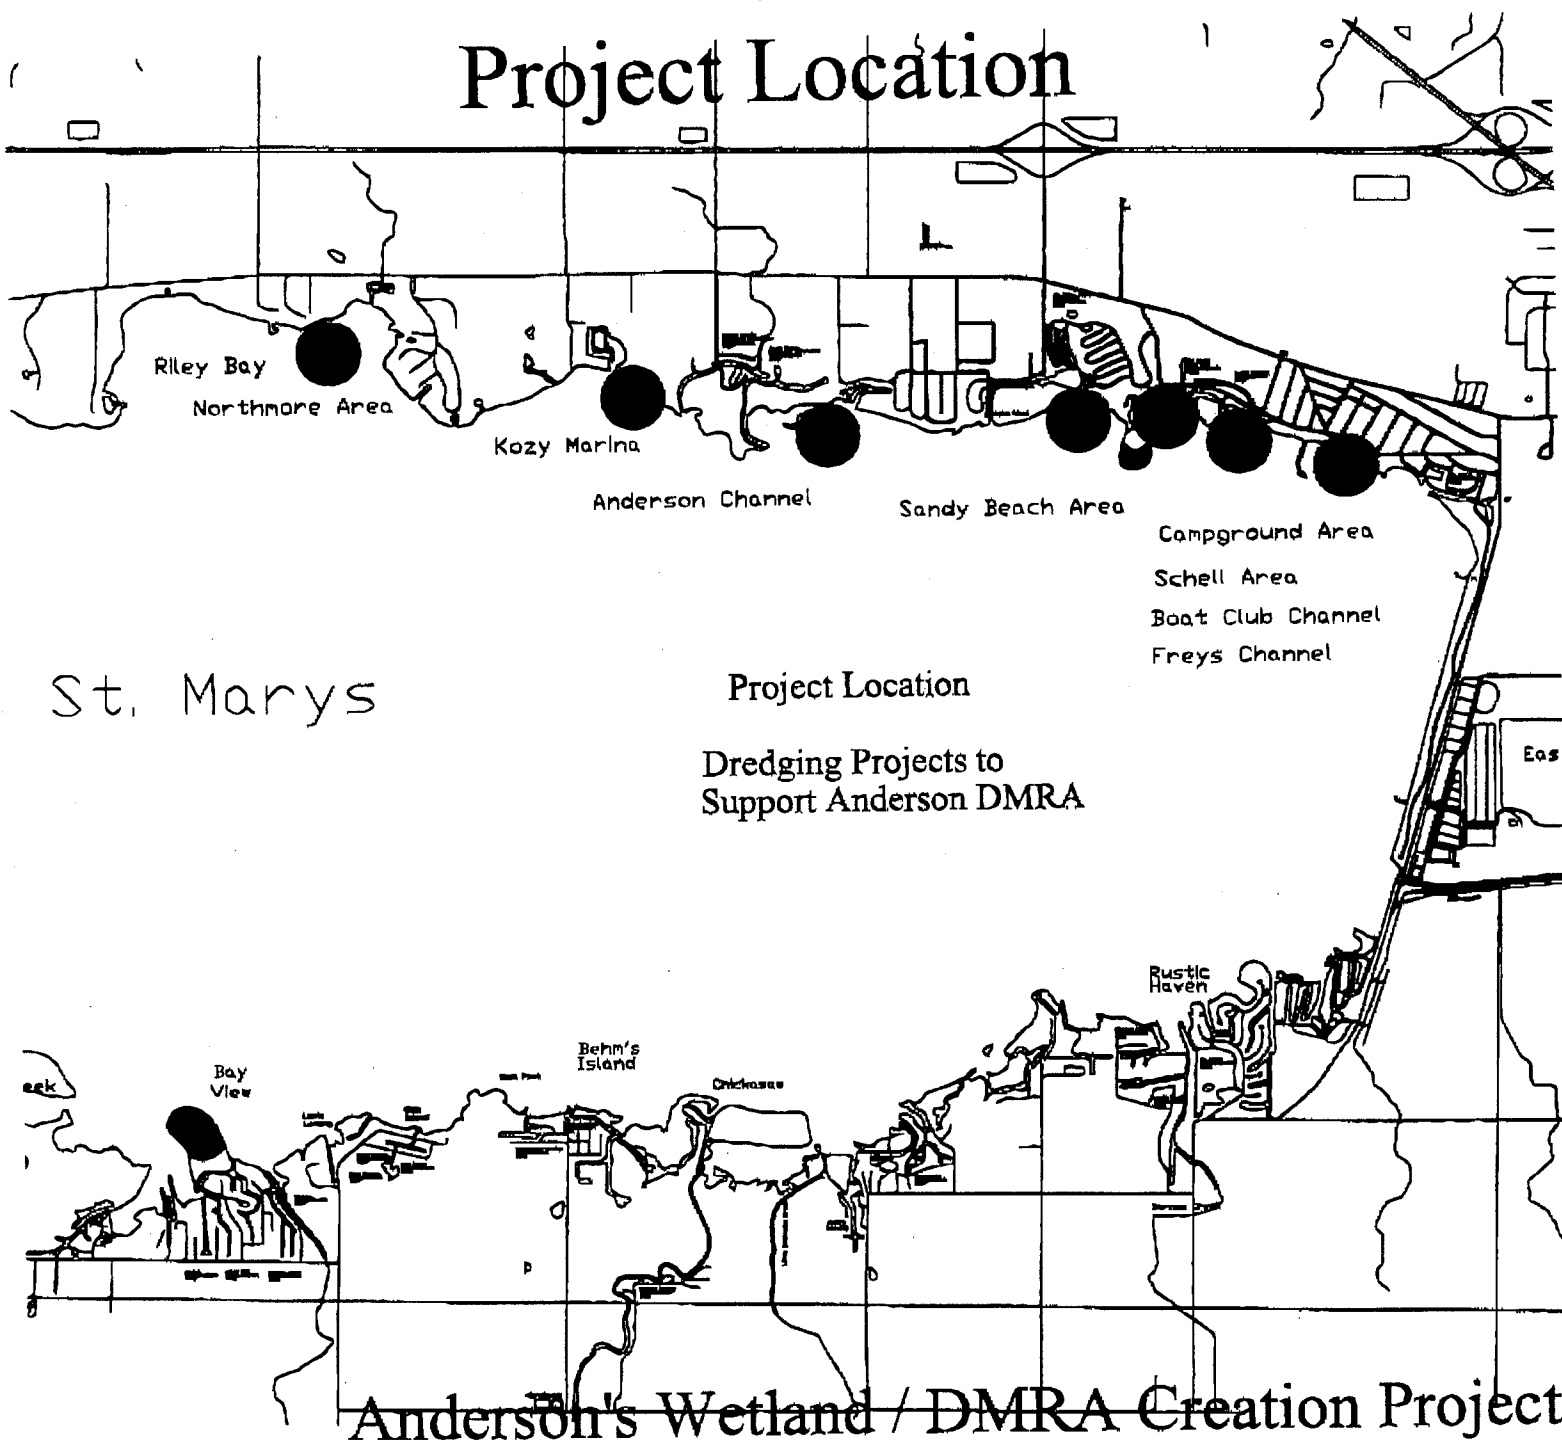 Project Location
Riley Bay
Northmore Area
Kozy Marina
Anderson Channel
Sandy Beach Area
Campground Area
Schell Area
Boat Club Channel
Freys Channel
St. Marys
Project Location
Dredging Projects to
Support Anderson DMRA
Eas
Rustic
Haven
Behm's
Island
Bay
View
eek
Chickasaw
Anderson's Wetland / DMRA Creation Project